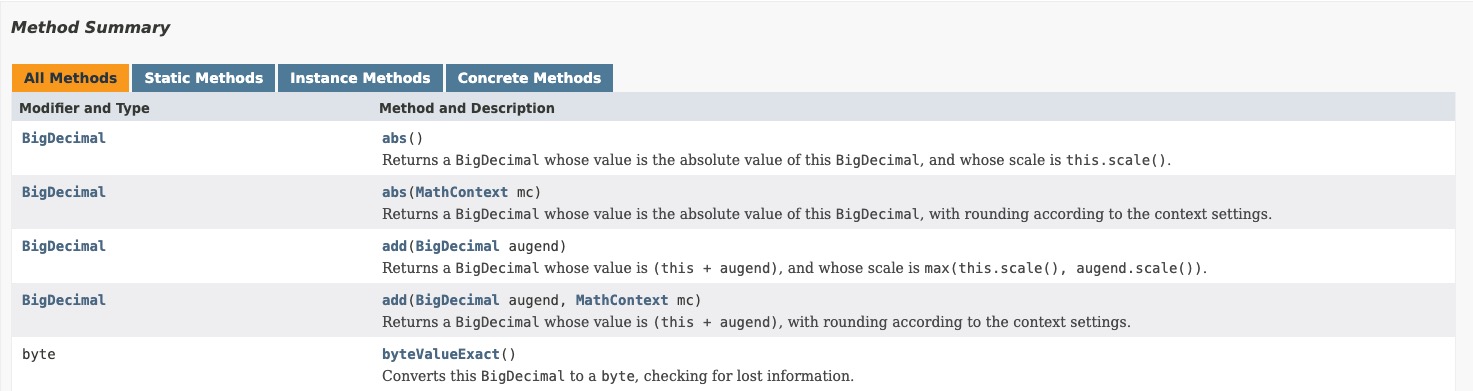 Method Summary
All Methods Static Methods Instance Methods Concrete Methods
Modifier and Type Method and Description
BigDecimal abs()
Returns a BigDecimal whose value is the absolute value of this BigDecimal, and whose scale is this.scale().
BigDecimal abs(MathContext mc)
Returns a BigDecimal whose value is the absolute value of this BigDecimal, with rounding according to the context settings.
BigDecimal add(BigDecimal augend)
Returns a BigDecimal whose value is (this + augend), and whose scale is max(this.scale(), augend.scale()).
BigDecimal add(BigDecimal augend, MathContext mc)
Returns a BigDecimal whose value is (this + augend), with rounding according to the context settings.
byte byteValueExact()
Converts this BigDecimal to a byte, checking for lost information.